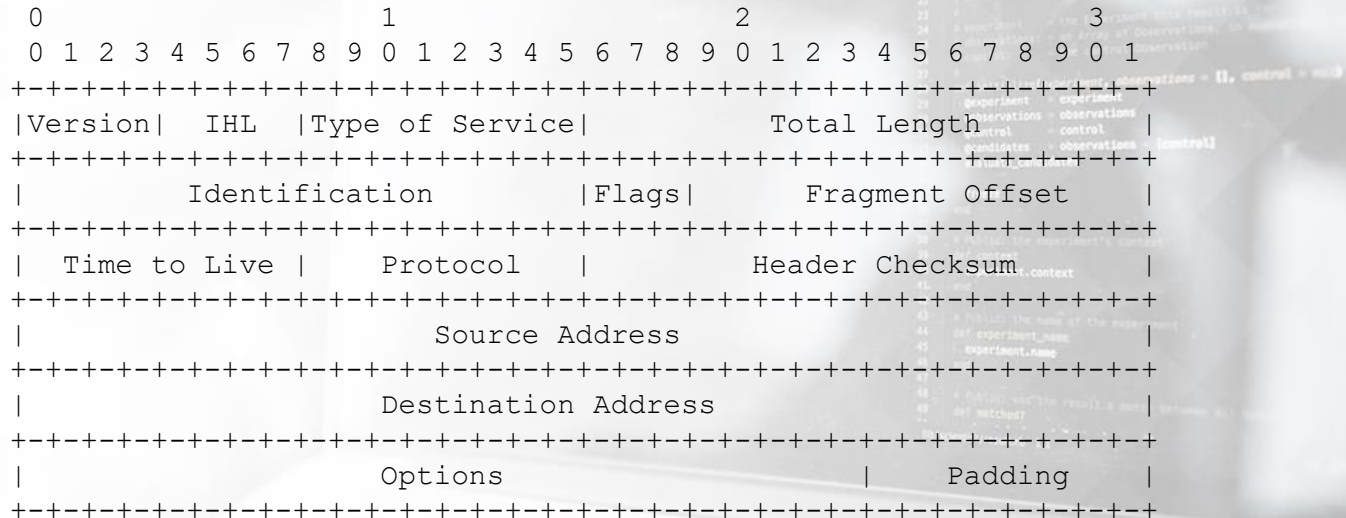 0                   1                   2                   3
0 1 2 3 4 5 6 7 8 9 0 1 2 3 4 5 6 7 8 9 0 1 2 3 4 5 6 7 8 9 0 1
+-+-+-+-+-+-+-+-+-+-+-+-+-+-+-+-+-+-+-+-+-+-+-+-+-+-+-+-+-+-+-+-+
|Version|  IHL  |Type of Service|          Total Length         |
+-+-+-+-+-+-+-+-+-+-+-+-+-+-+-+-+-+-+-+-+-+-+-+-+-+-+-+-+-+-+-+-+
|         Identification        |Flags|      Fragment Offset    |
+-+-+-+-+-+-+-+-+-+-+-+-+-+-+-+-+-+-+-+-+-+-+-+-+-+-+-+-+-+-+-+-+
|  Time to Live |    Protocol   |         Header Checksum       |
+-+-+-+-+-+-+-+-+-+-+-+-+-+-+-+-+-+-+-+-+-+-+-+-+-+-+-+-+-+-+-+-+
|                       Source Address                          |
+-+-+-+-+-+-+-+-+-+-+-+-+-+-+-+-+-+-+-+-+-+-+-+-+-+-+-+-+-+-+-+-+
|                    Destination Address                        |
+-+-+-+-+-+-+-+-+-+-+-+-+-+-+-+-+-+-+-+-+-+-+-+-+-+-+-+-+-+-+-+-+
|                    Options                    |    Padding    |
+-+-+-+-+-+-+-+-+-+-+-+-+-+-+-+-+-+-+-+-+-+-+-+-+-+-+-+-+-+-+-+-+